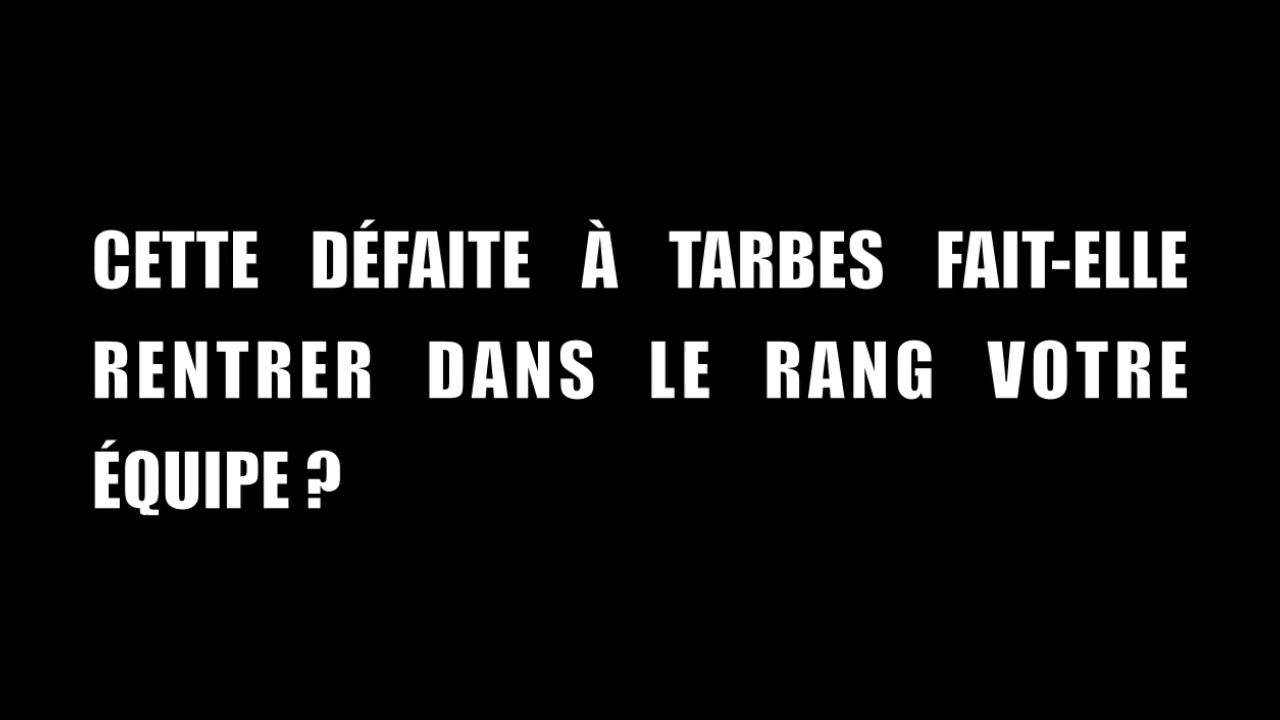 CETTE DÉFAITE À TARBES FAIT-ELLE
RENTRER DANS LE RANG VOTRE
ÉQUIPE ?